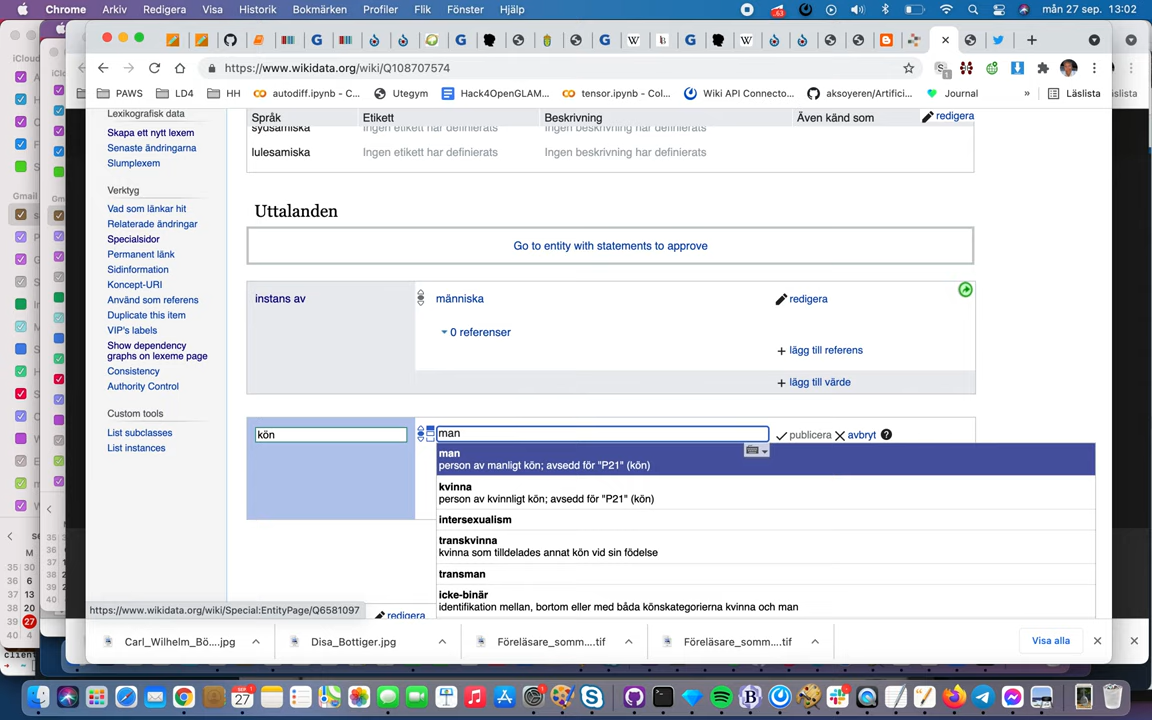 Chrome Arkiv Redigera Visa Historik Bokmärken Profiler Flik Fönster Hjälp mån 27 sep. 13:02
https://www.wikidata.org/wiki/Q108707574
PAWS LD4 HH autodiff.ipynb - C... Utegym Hack4OpenGLAM... tensor.ipynb - Col... Wiki API Connecto... aksoyeren/Artifici... Journal » Läslista
Lexikografisk data
Skapa ett nytt lexem
Senaste ändringarna
Slumplexem
Verktyg
Vad som länkar hit
Relaterade ändringar
Specialsidor
Permanent länk
Sidinformation
Koncept-URI
Använd som referens
Duplicate this item
VIP's labels
Show dependency
graphs on lexeme page
Consistency
Authority Control
Custom tools
List subclasses
List instances
Språk Etikett Beskrivning Även känd som redigera
sydsamiska Ingen etikett har definierats Ingen beskrivning har definierats
lulesamiska Ingen etikett har definierats Ingen beskrivning har definierats
Uttalanden
Go to entity with statements to approve
instans av människa redigera
0 referenser
+ lägg till referens
+ lägg till värde
kön man publicera avbryt
man
person av manligt kön; avsedd för "P21" (kön)
kvinna
person av kvinnligt kön; avsedd för "P21" (kön)
intersexualism
transkvinna
kvinna som tilldelades annat kön vid sin födelse
transman
icke-binär
identifikation mellan, bortom eller med båda könskategorierna kvinna och man
https://www.wikidata.org/wiki/Special:EntityPage/Q6581097
redigera
Carl_Wilhelm_Bö....jpg Disa_Bottiger.jpg Föreläsare_somm....tif Föreläsare_somm....tif Visa alla